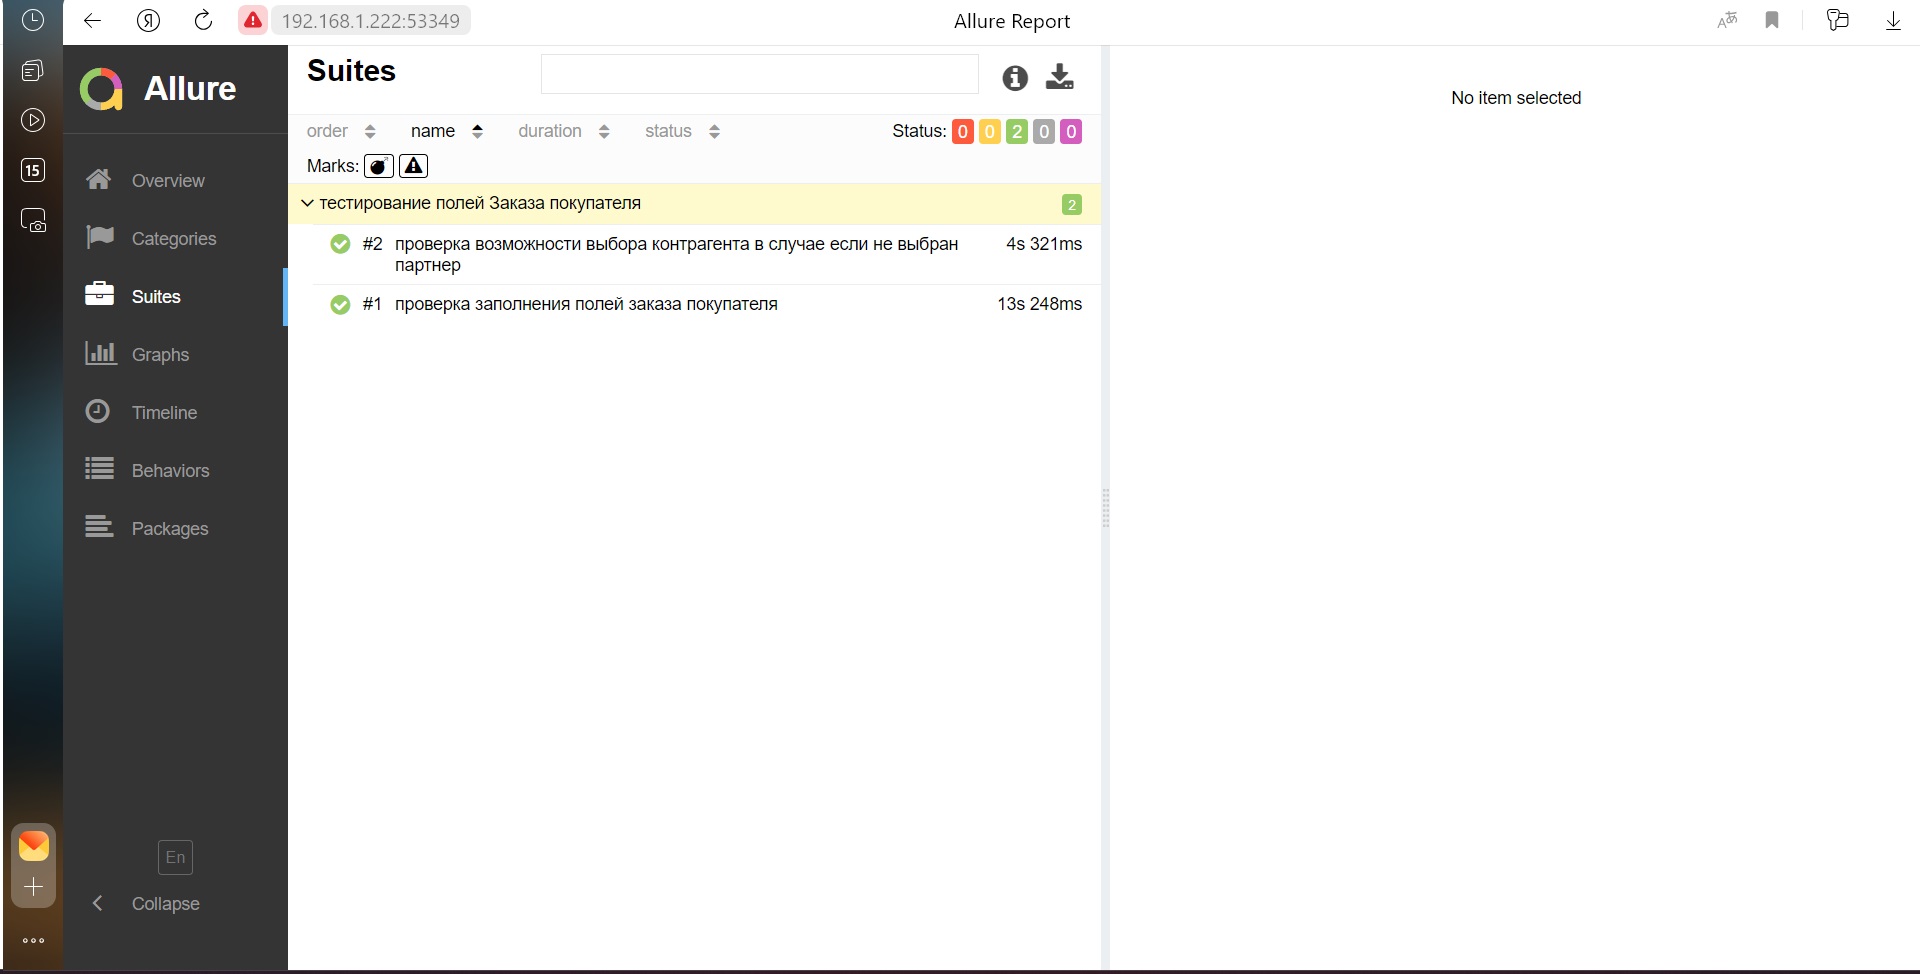 192.168.1.222:53349
Allure Report
15
Allure
Overview
Categories
Suites
Graphs
Timeline
Behaviors
Packages
En
Collapse
Suites
order name duration status Status: 0 0 2 0 0
Marks:
тестирование полей Заказа покупателя 2
#2 проверка возможности выбора контрагента в случае если не выбран 4s 321ms
партнер
#1 проверка заполнения полей заказа покупателя 13s 248ms
No item selected